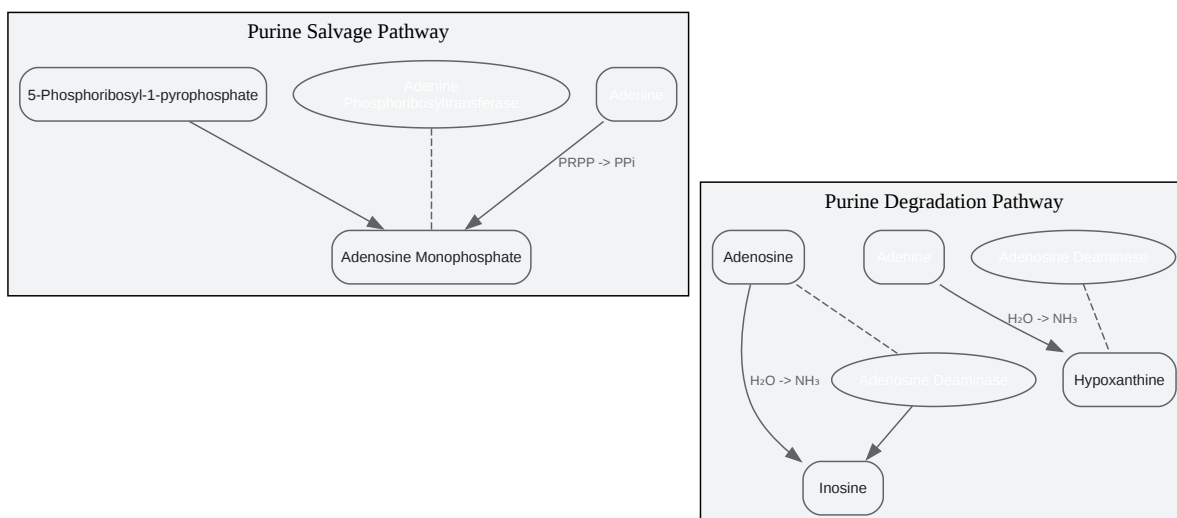 Purine Salvage Pathway
5-Phosphoribosyl-1-pyrophosphate
Adenine
Phosphoribosyltransferase
Adenine
PRPP -> PPi
Adenosine Monophosphate
Purine Degradation Pathway
Adenosine
Adenine
Adenosine Deaminase
H₂O -> NH₃
H₂O -> NH₃
Adenosine Deaminase
Hypoxanthine
Inosine